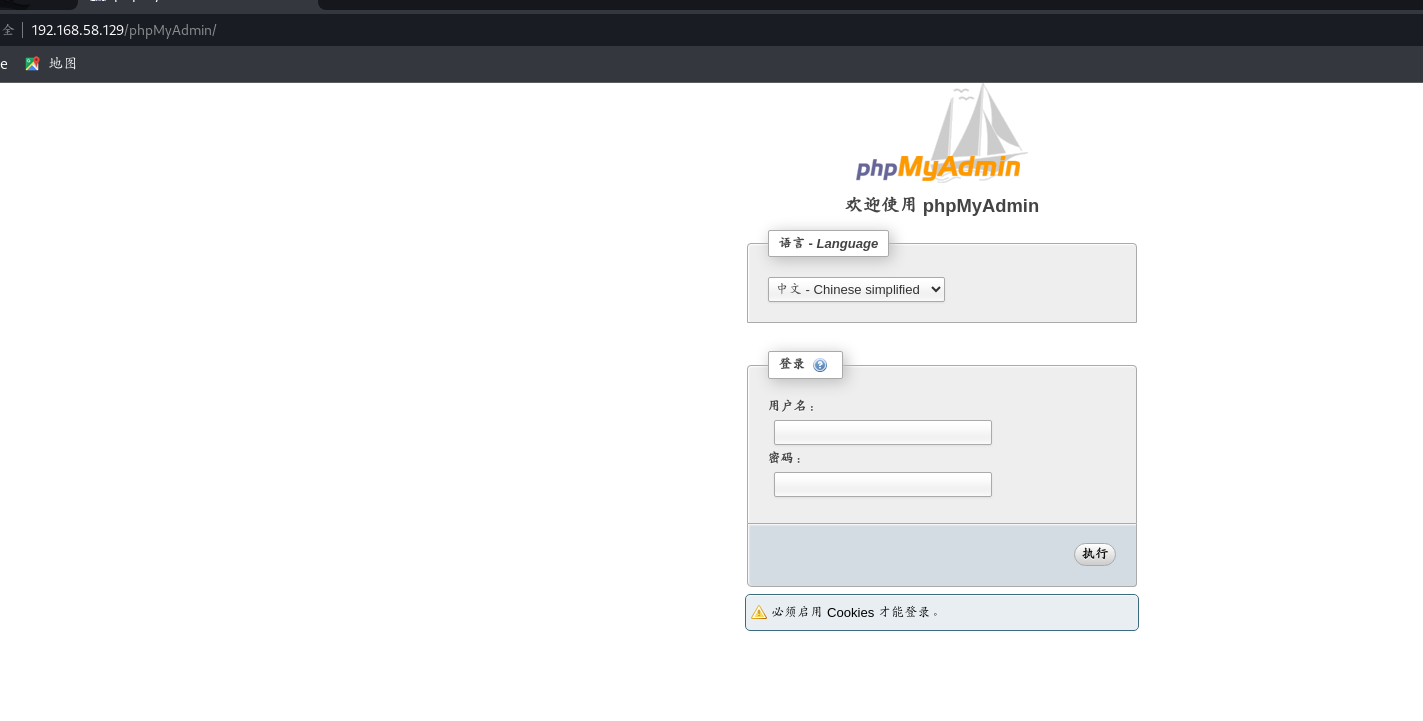 全 192.168.58.129/phpMyAdmin/
e 地图
phpMyAdmin
欢迎使用 phpMyAdmin
语言 - Language
中文 - Chinese simplified
登录
用户名：
密码：
执行
必须启用 Cookies 才能登录。